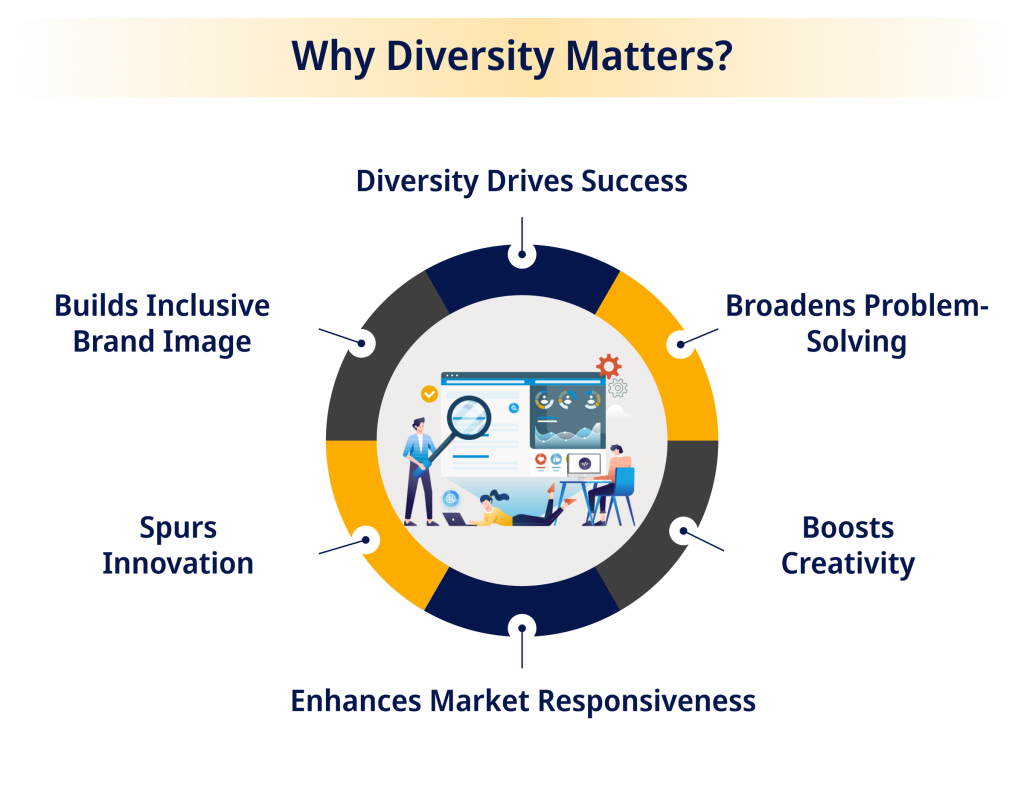 Why Diversity Matters?
Diversity Drives Success
Builds Inclusive
Brand Image
Broadens Problem-
Solving
Spurs
Innovation
Boosts
Creativity
Enhances Market Responsiveness